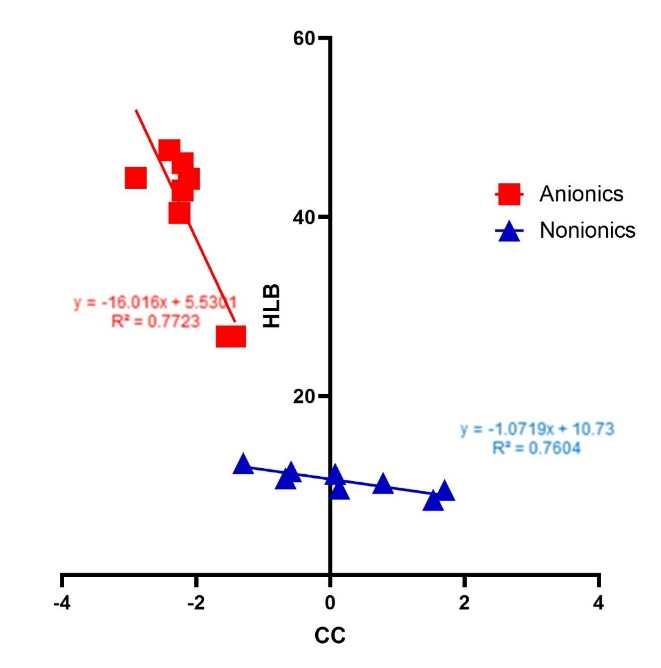 60
40
20
HLB
Anionics
Nonionics
y = -16.016x + 5.5301
R² = 0.7723
y = -1.0719x + 10.73
R² = 0.7604
-4 -2 0 2 4
CC